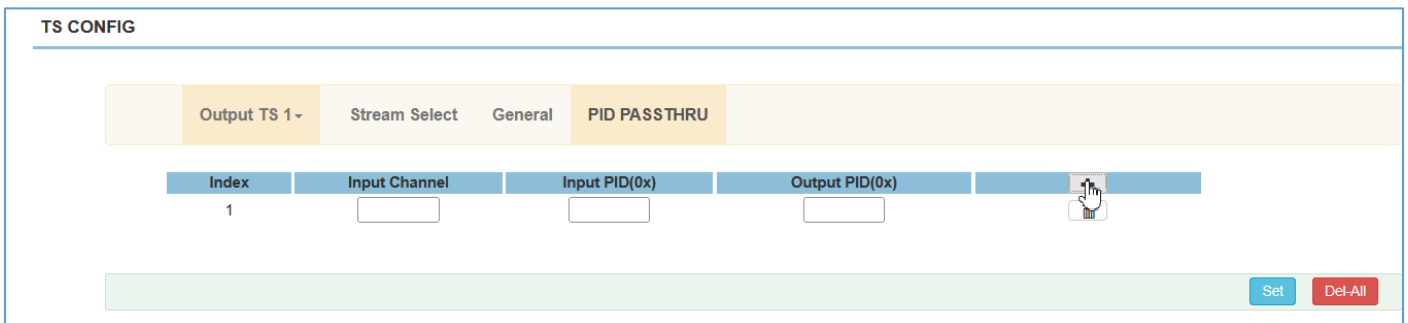 TS CONFIG
Output TS 1 Stream Select General PID PASSTHRU
Index Input Channel Input PID(0x) Output PID(0x)
1
Set Del-All